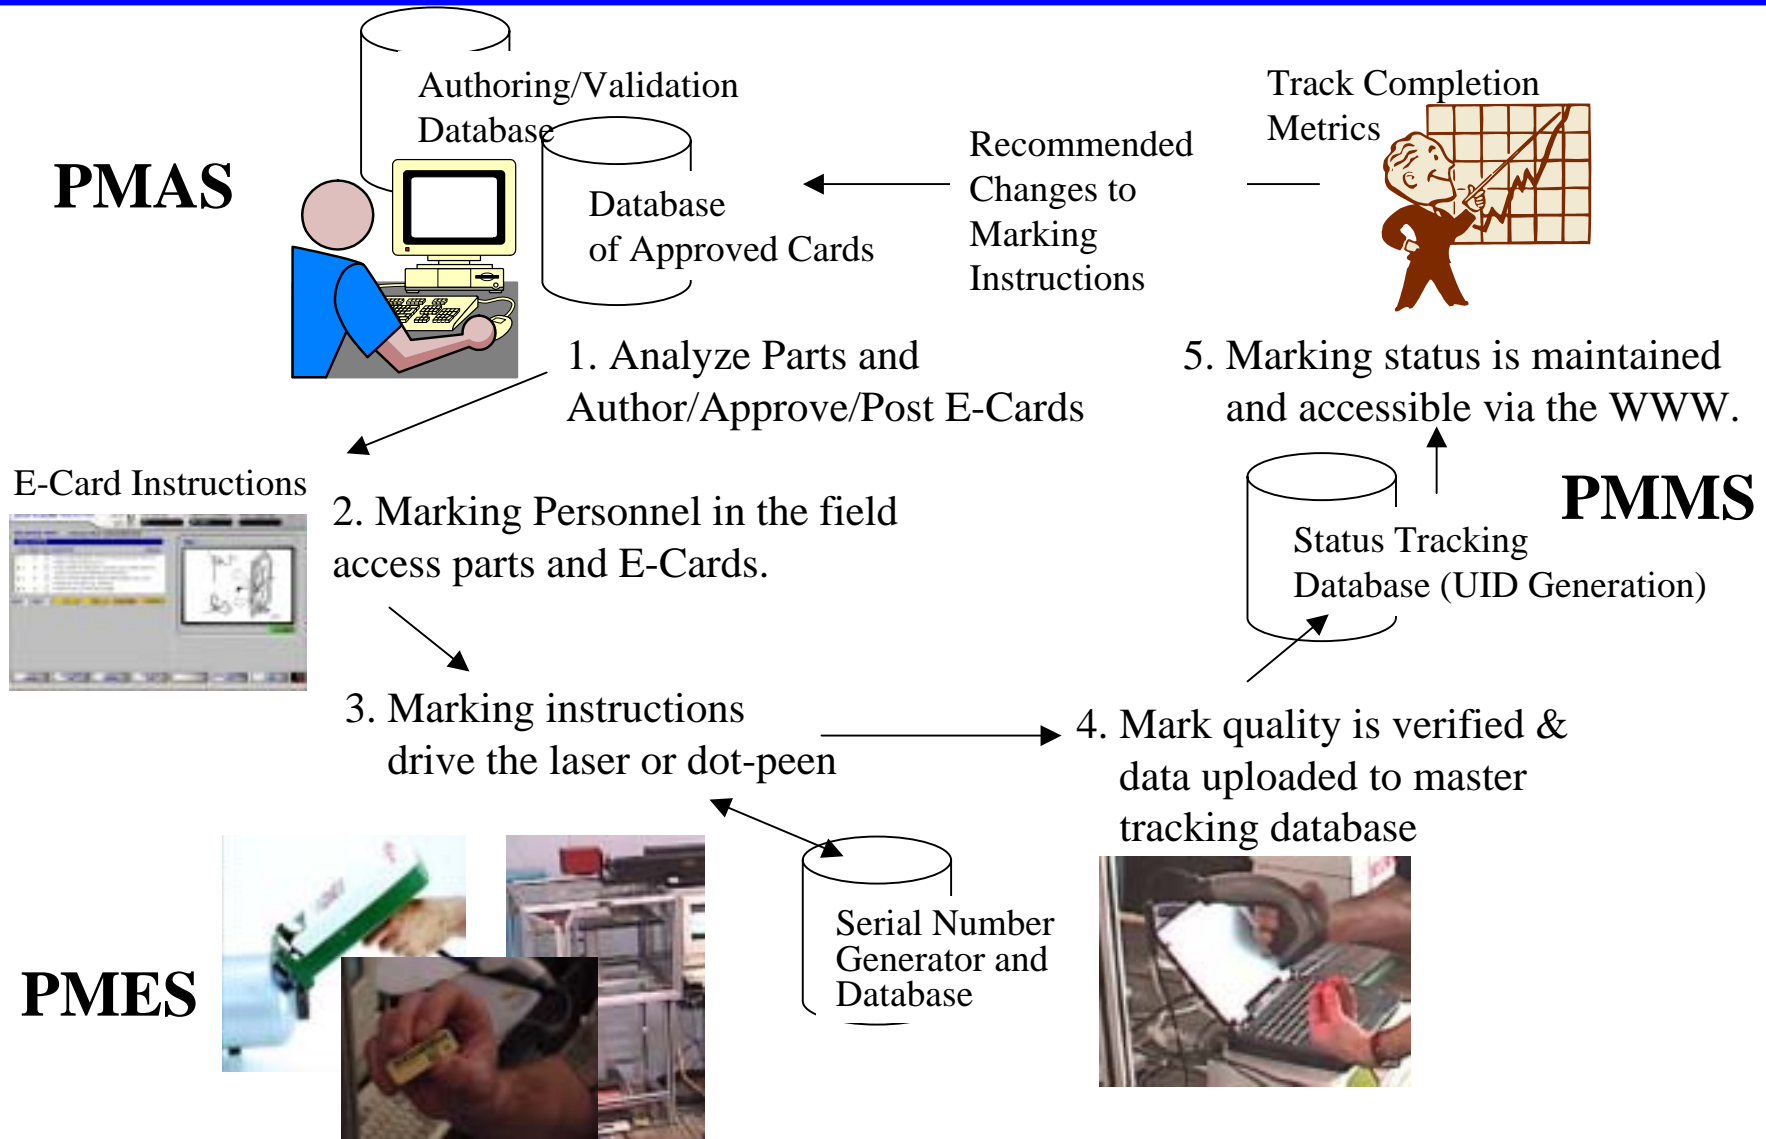 Authoring/Validation
Database
Track Completion
Metrics
PMAS
Database
of Approved Cards
Recommended
Changes to
Marking
Instructions
1. Analyze Parts and
Author/Approve/Post E-Cards
5. Marking status is maintained
and accessible via the WWW.
E-Card Instructions
2. Marking Personnel in the field
access parts and E-Cards.
PMMS
Status Tracking
Database (UID Generation)
3. Marking instructions
drive the laser or dot-peen
4. Mark quality is verified &
data uploaded to master
tracking database
Serial Number
Generator and
Database
PMES